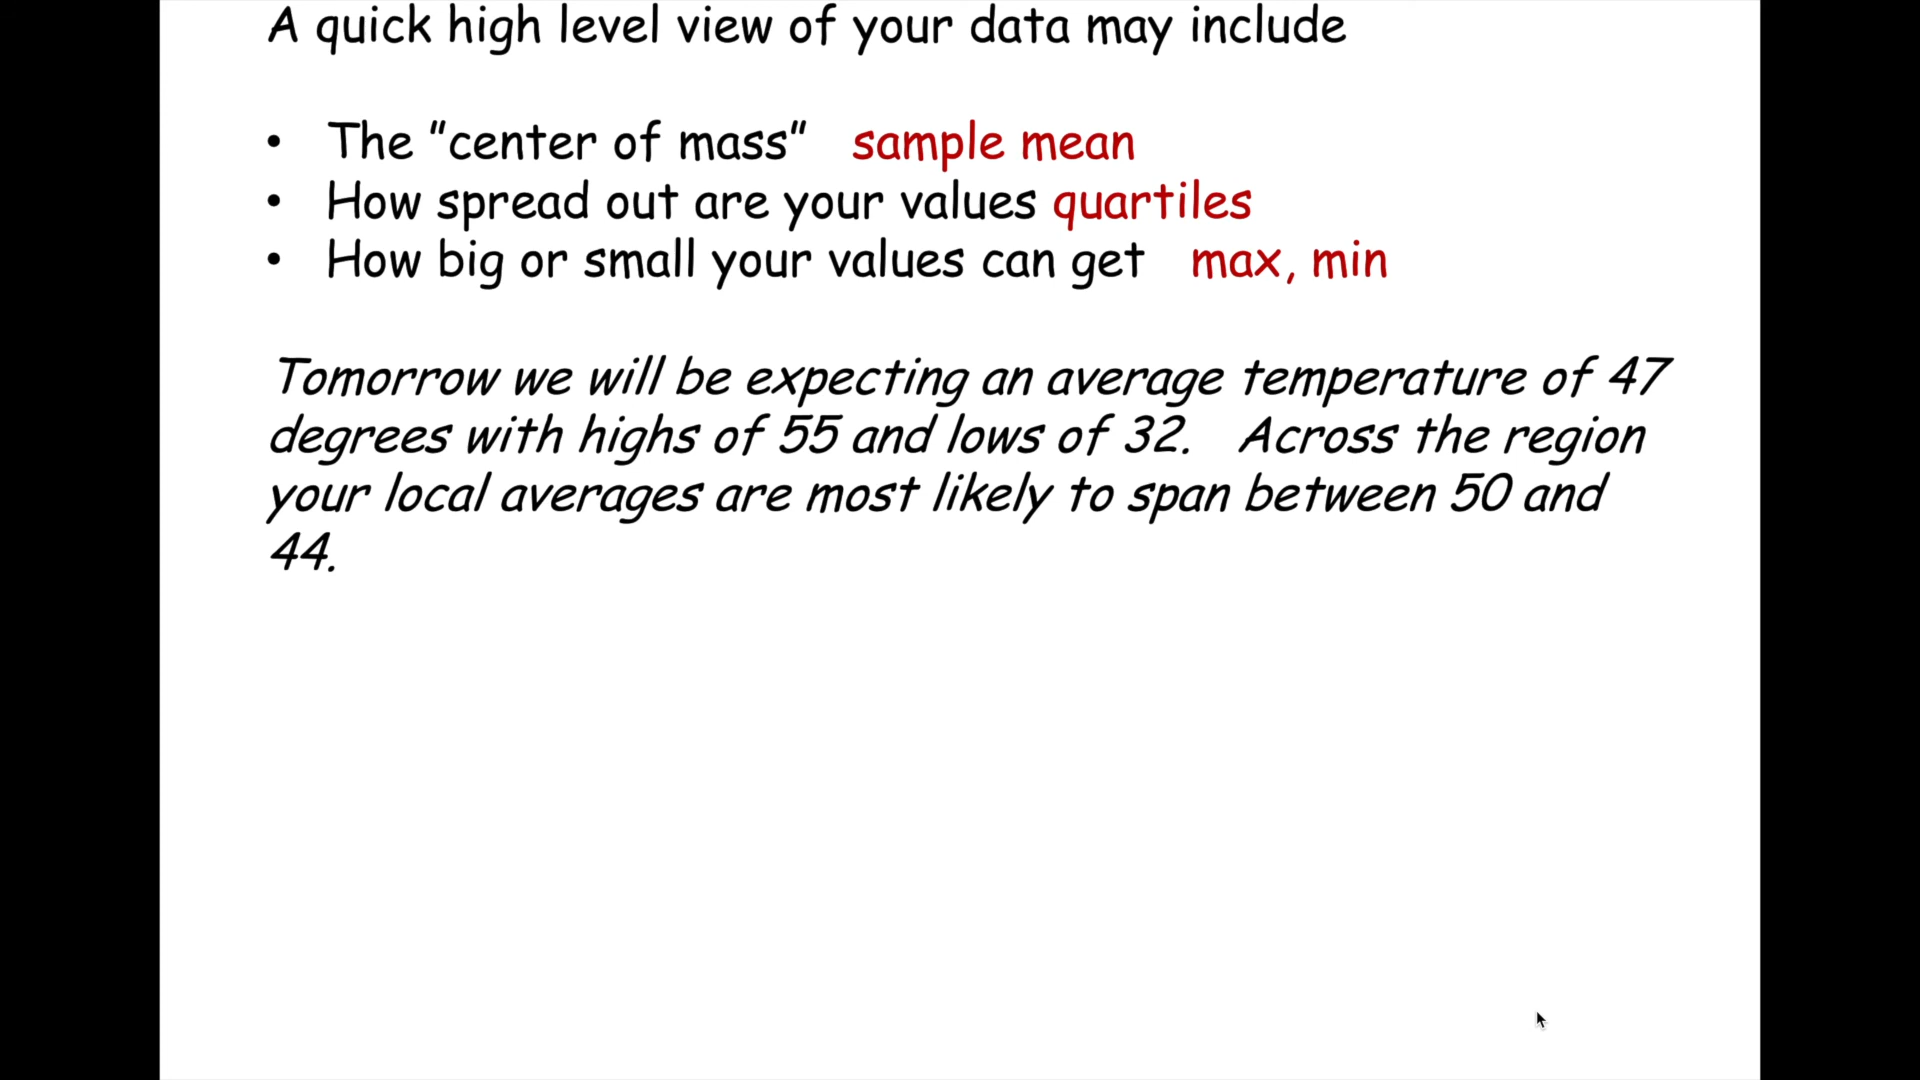 A quick high level view of your data may include
• The "center of mass" sample mean
• How spread out are your values quartiles
• How big or small your values can get max, min
Tomorrow we will be expecting an average temperature of 47
degrees with highs of 55 and lows of 32. Across the region
your local averages are most likely to span between 50 and
44.